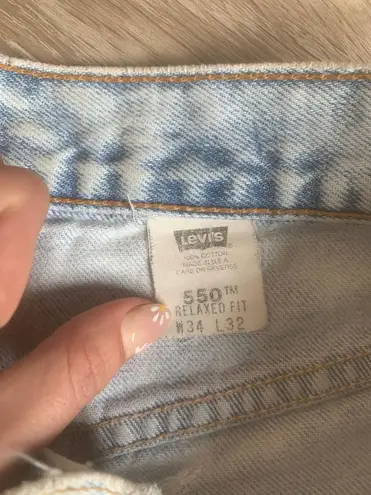 Levi's
100% COTTON
MADE IN U.S.A
CARE ON REVERSE
550™
RELAXED FIT
W34 L32